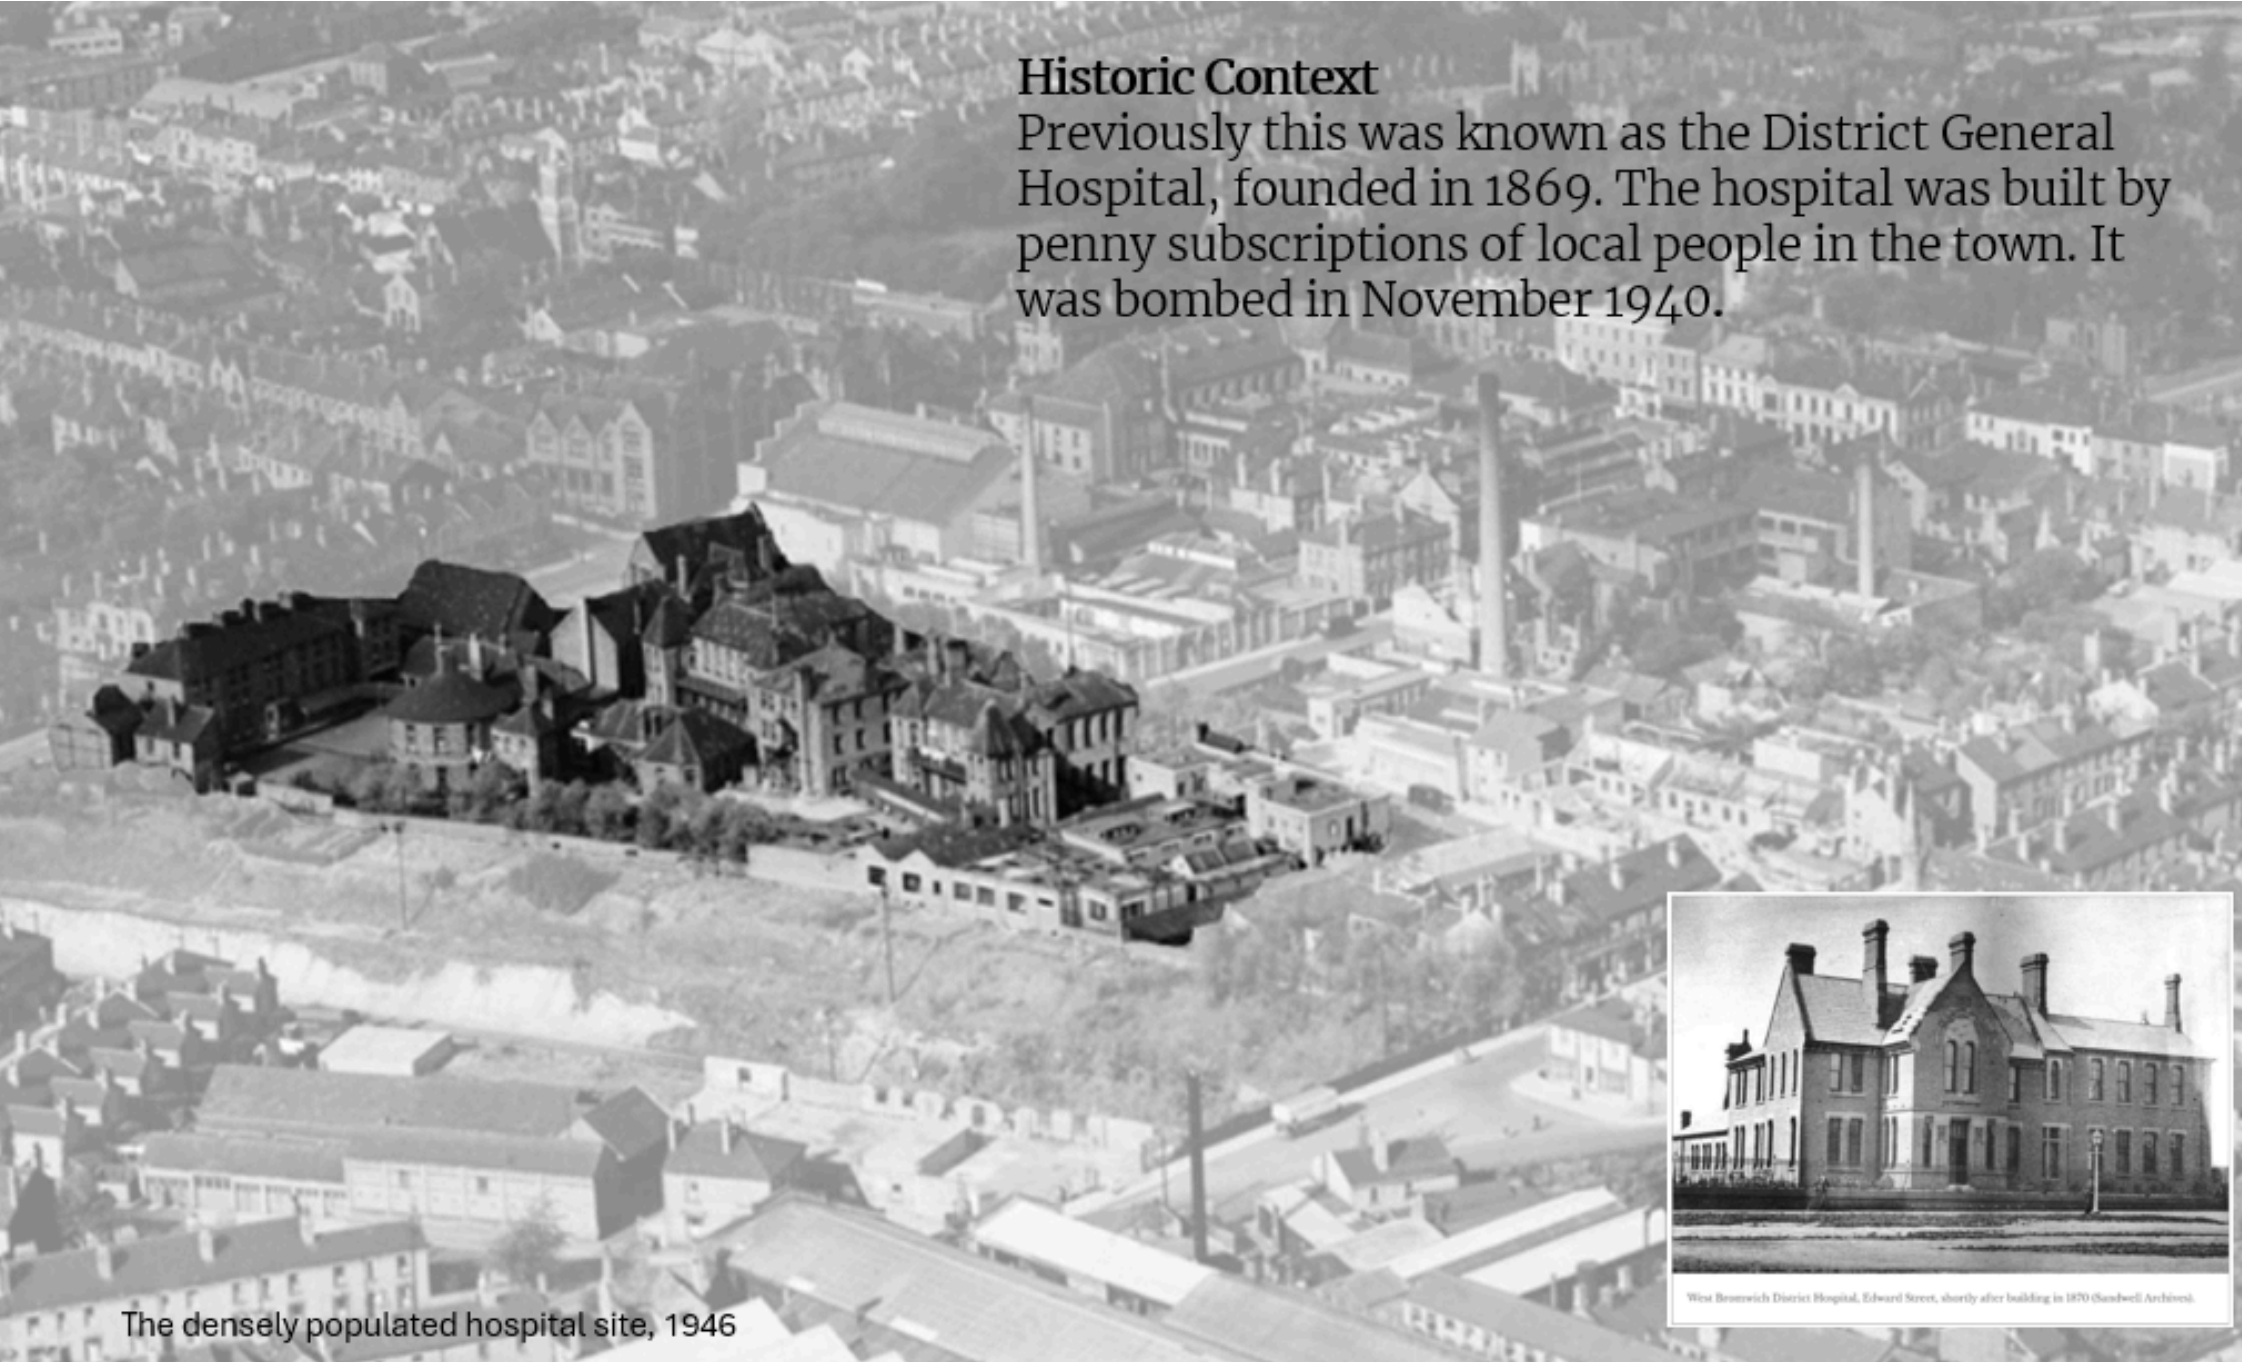 Historic Context
Previously this was known as the District General
Hospital, founded in 1869. The hospital was built by
penny subscriptions of local people in the town. It
was bombed in November 1940.
West Bromwich District Hospital, Edward Street, shortly after building in 1870 (Sandwell Archives).
The densely populated hospital site, 1946